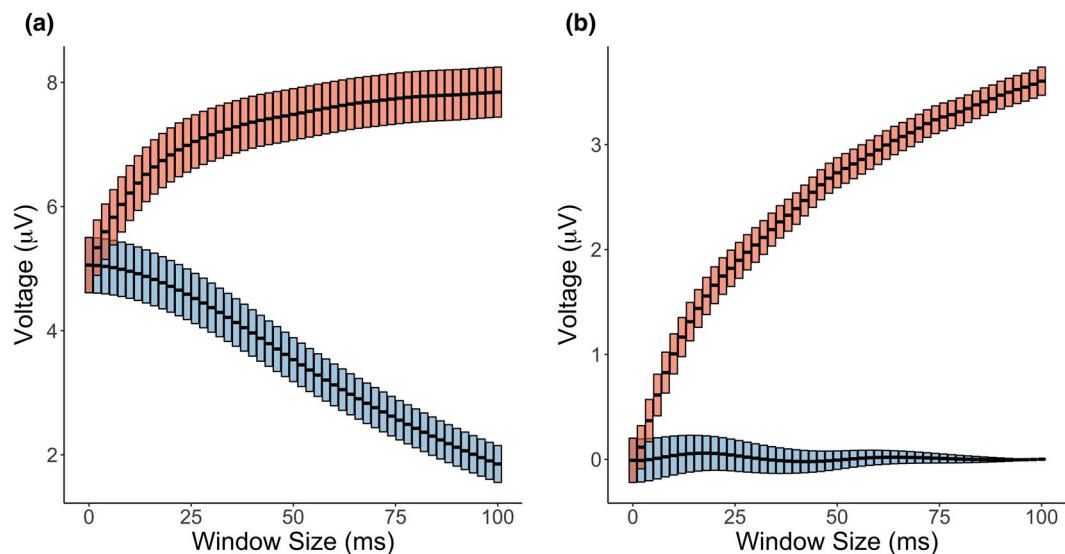 (a)
8
6
4
2
Voltage (μV)
0 25 50 75 100
Window Size (ms)
(b)
3
2
1
0
Voltage (μV)
0 25 50 75 100
Window Size (ms)